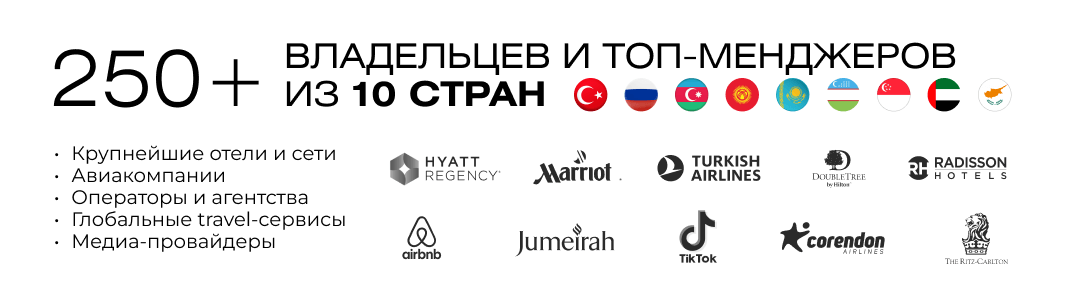 250+
ВЛАДЕЛЬЦЕВ И ТОП-МЕНДЖЕРОВ
ИЗ 10 СТРАН
• Крупнейшие отели и сети
• Авиакомпании
• Операторы и агентства
• Глобальные travel-сервисы
• Медиа-провайдеры
HYATT
REGENCY
Marriott
TURKISH
AIRLINES
DOUBLETREE
by Hilton
RH RADISSON
HOTELS
airbnb
Jumeirah
TikTok
corendon
AIRLINES
THE RITZ-CARLTON